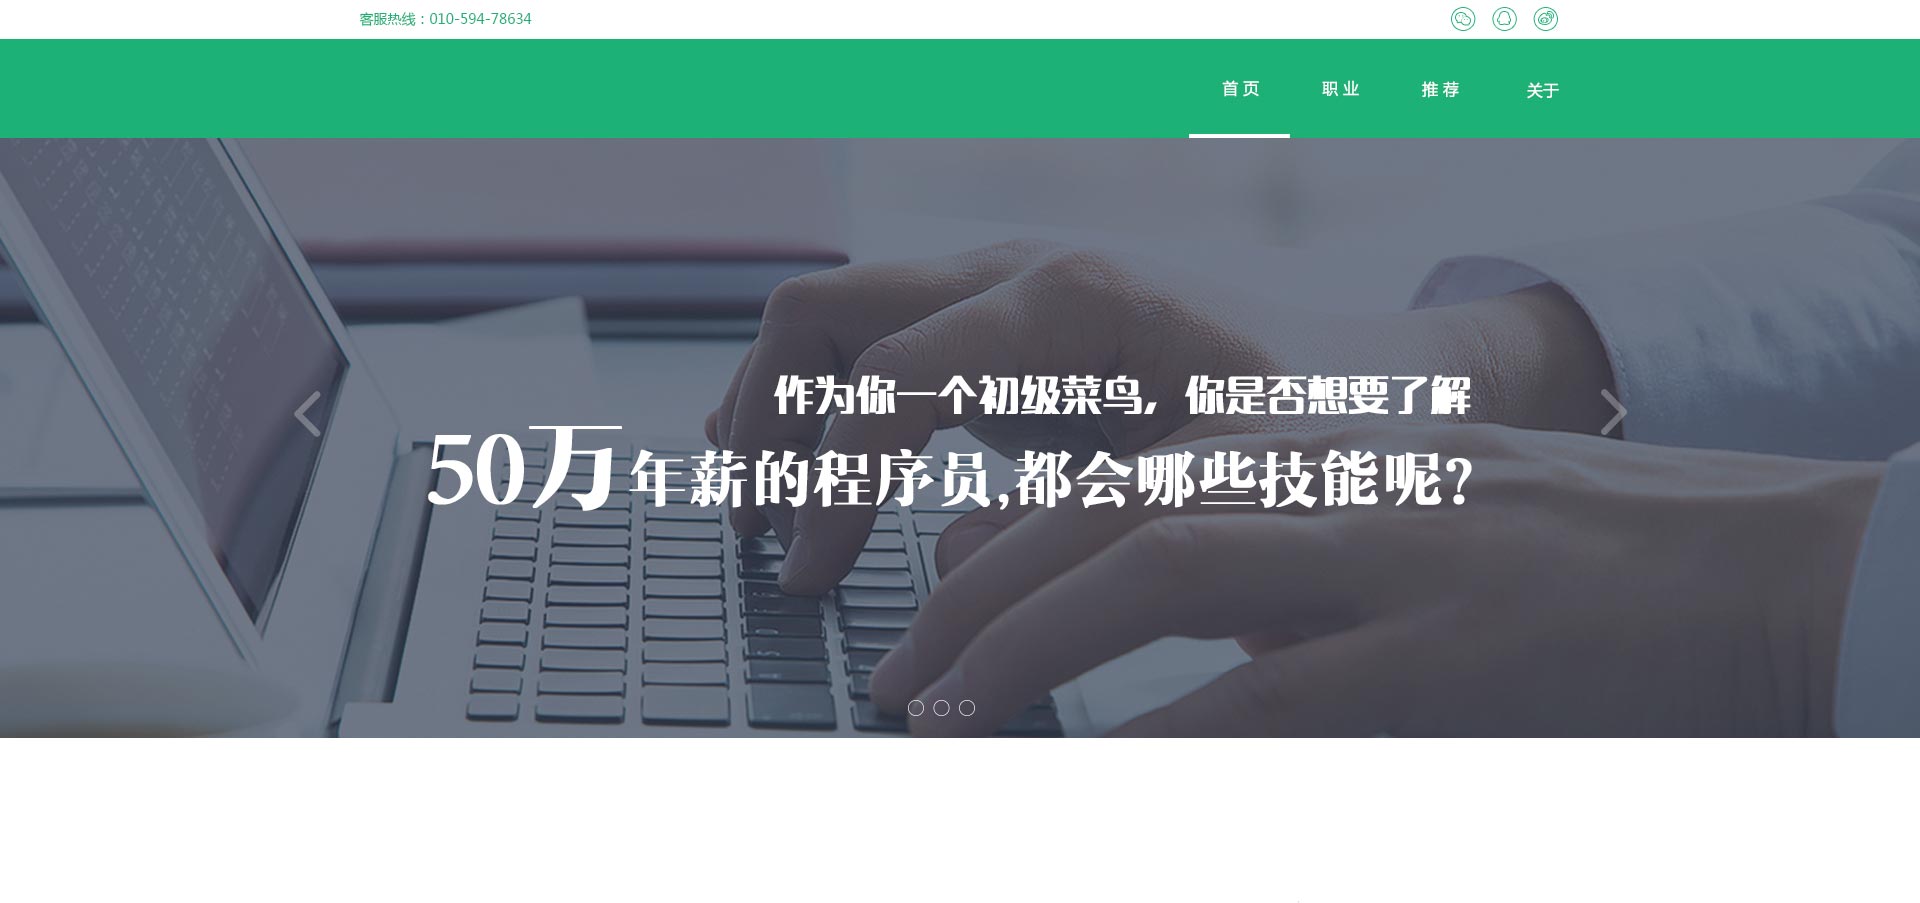 客服热线：010-594-78634
首页
职业
推荐
关于
作为你一个初级菜鸟，你是否想要了解
50万年薪的程序员,都会哪些技能呢?